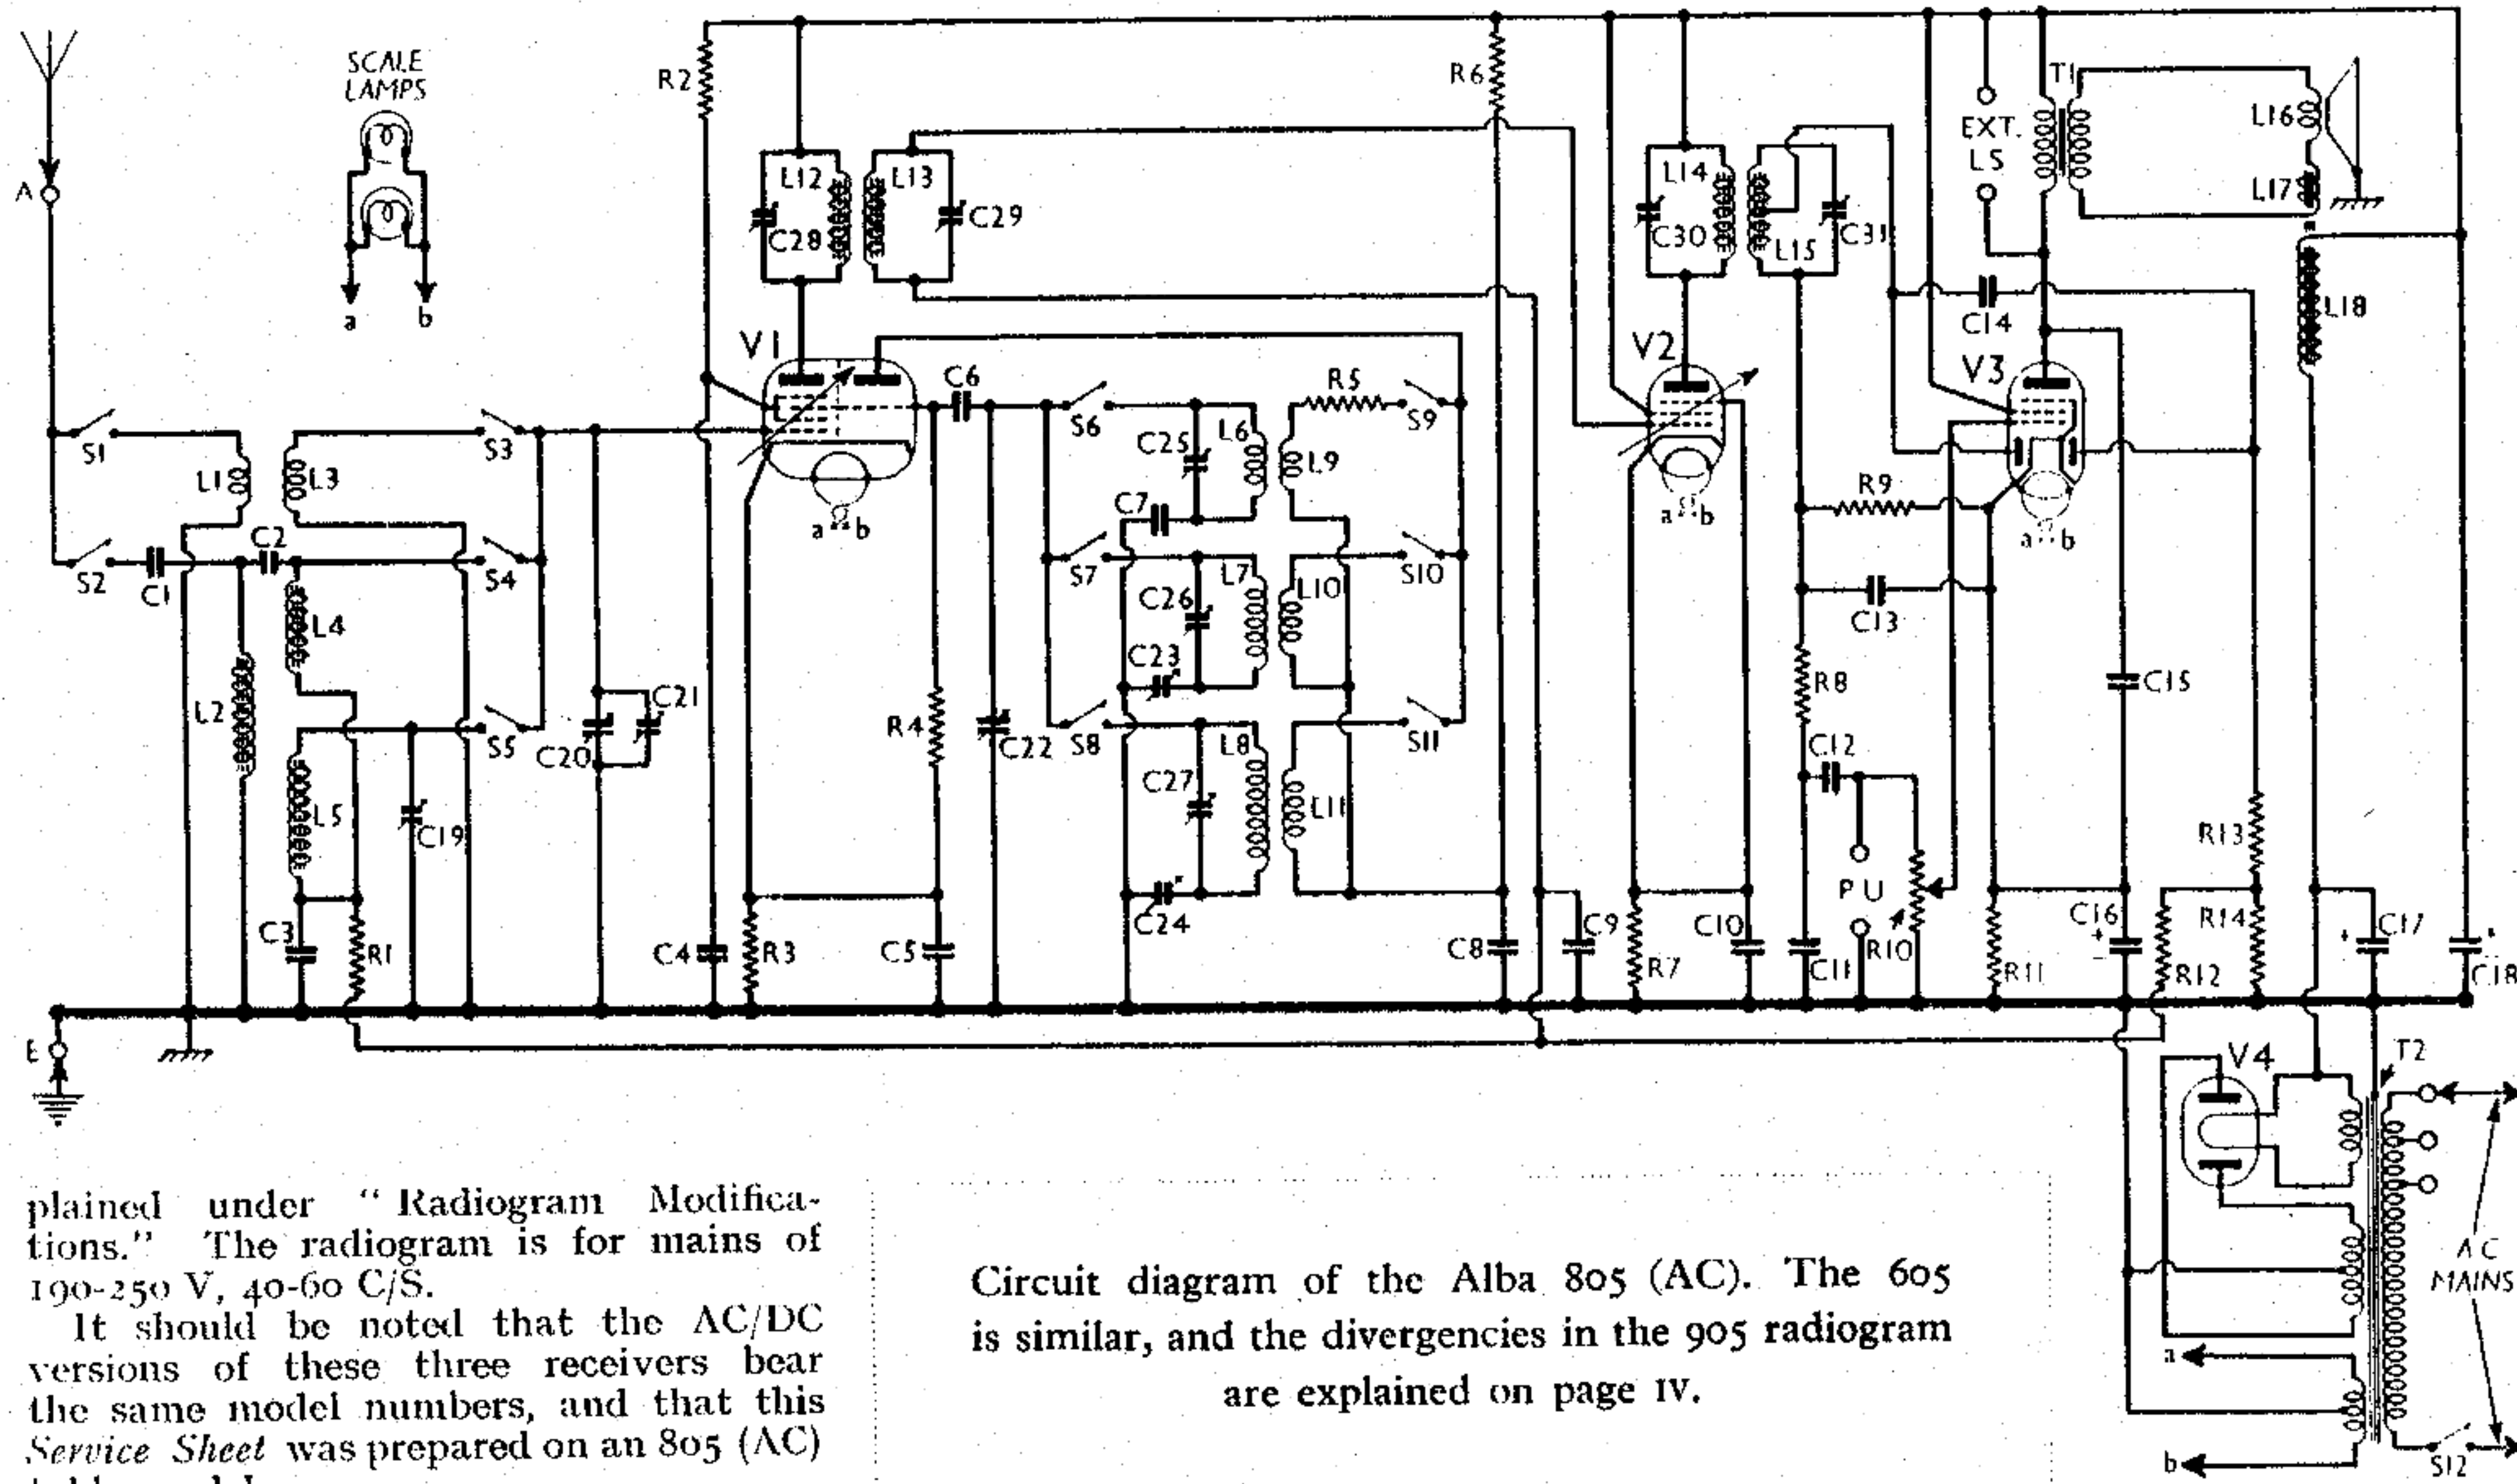 SCALE
LAMPS
A
a b
R2
R6
L12
L13
C28
C29
L14
C30
L15
C31
EXT.
LS
T1
L16
L17
L18
C14
V1
V2
V3
C6
S1
S3
L1
L3
C2
S2
C1
S4
L4
L2
S5
L5
C19
C20
C21
C3
R1
C4
R3
R4
C5
C22
a b
S6
C25
L6
L9
R5
S9
C7
S7
C26
L7
L10
S10
C23
S8
C27
L8
L11
S11
C24
C8
C9
a b
R7
C10
R9
C13
R8
C12
PU
R10
C11
a b
C15
R11
C16
+
-
R12
R13
R14
C17
+
C18
E
V4
T2
AC
MAINS
a
b
S12
plained under “Radiogram Modifica-
tions.” The radiogram is for mains of
190-250 V, 40-60 C/S.
It should be noted that the AC/DC
versions of these three receivers bear
the same model numbers, and that this
Service Sheet was prepared on an 805 (AC)
Circuit diagram of the Alba 805 (AC). The 605
is similar, and the divergencies in the 905 radiogram
are explained on page IV.